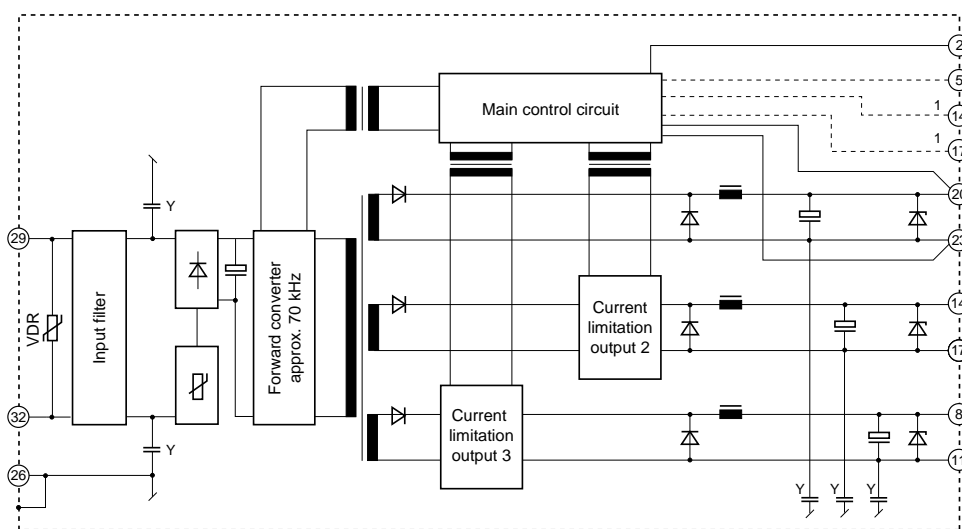 2
5
Main control circuit
1
14
1
17
Y
20
29
23
VDR
Input filter
Forward converter
approx. 70 kHz
Current
limitation
output 2
14
17
32
Current
limitation
output 3
8
Y
11
26
Y
Y
Y